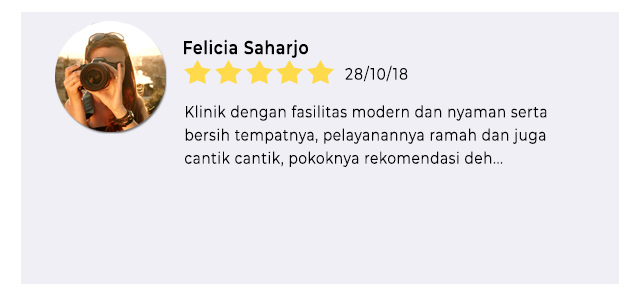 Felicia Saharjo
28/10/18
Klinik dengan fasilitas modern dan nyaman serta
bersih tempatnya, pelayanannya ramah dan juga
cantik cantik, pokoknya rekomendasi deh...